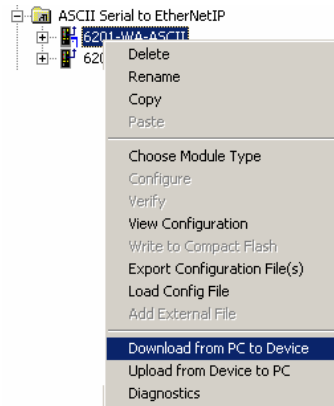 ASCII Serial to EtherNetIP
6201-WA-ASCII
620
Delete
Rename
Copy
Paste
Choose Module Type
Configure
Verify
View Configuration
Write to Compact Flash
Export Configuration File(s)
Load Config File
Add External File
Download from PC to Device
Upload from Device to PC
Diagnostics